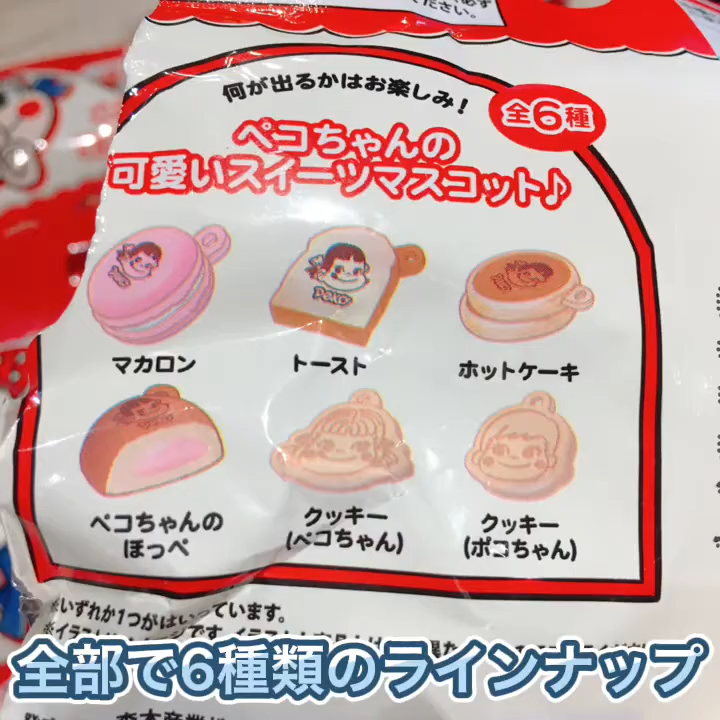 ください。
何が出るかはお楽しみ!
全6種
ペコちゃんの
可愛いスイーツマスコット♪
PEKO
マカロン
トースト
ホットケーキ
ペコちゃんの
ほっぺ
クッキー
(ペコちゃん)
クッキー
(ポコちゃん)
※いずれか1つがはいっています。
全部で6種類のラインナップ